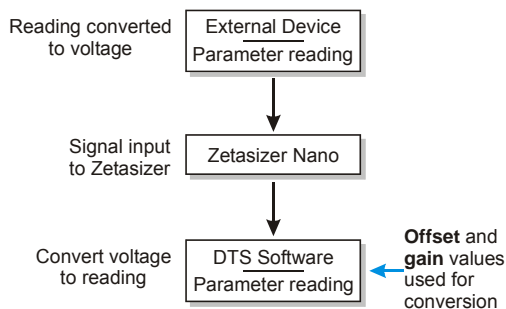 Reading converted
to voltage
External Device
Parameter reading
Signal input
to Zetasizer
Zetasizer Nano
Convert voltage
to reading
DTS Software
Parameter reading
Offset and
gain values
used for
conversion